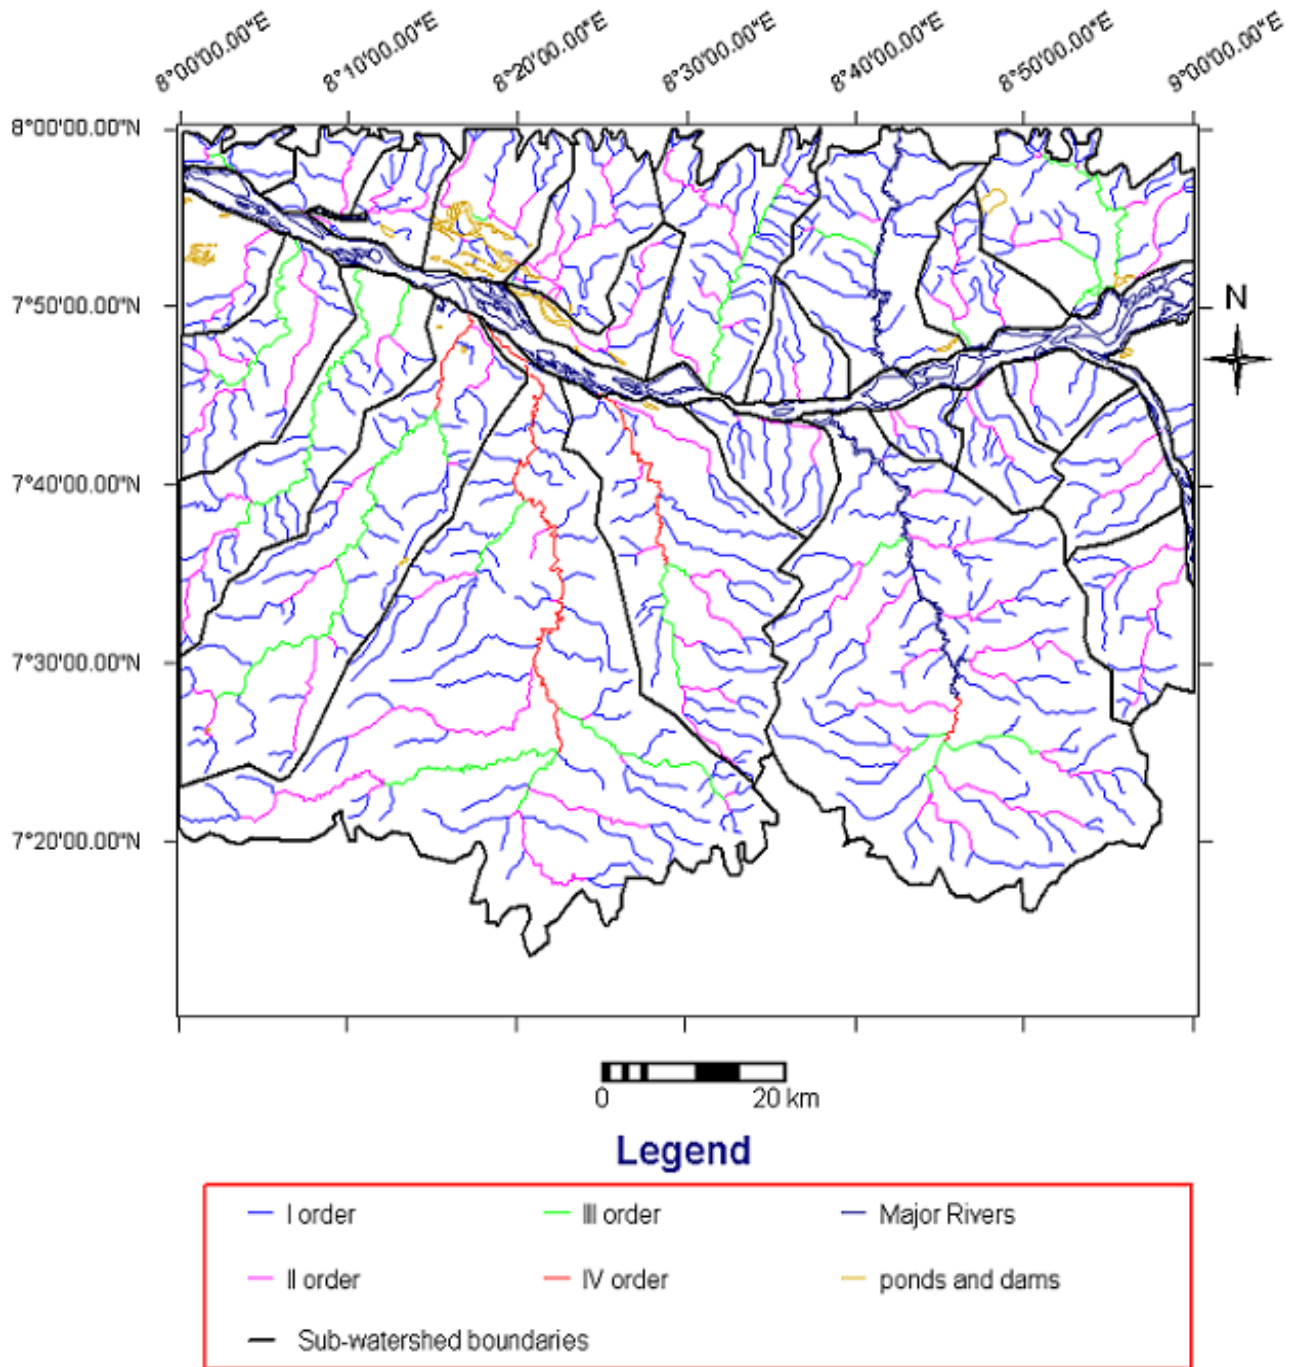 8°00'00.00"E 8°10'00.00"E 8°20'00.00"E 8°30'00.00"E 8°40'00.00"E 8°50'00.00"E 9°00'00.00"E
8°00'00.00"N
7°50'00.00"N
N
7°40'00.00"N
7°30'00.00"N
7°20'00.00"N
0 20 km
Legend
I order III order Major Rivers
II order IV order ponds and dams
Sub-watershed boundaries